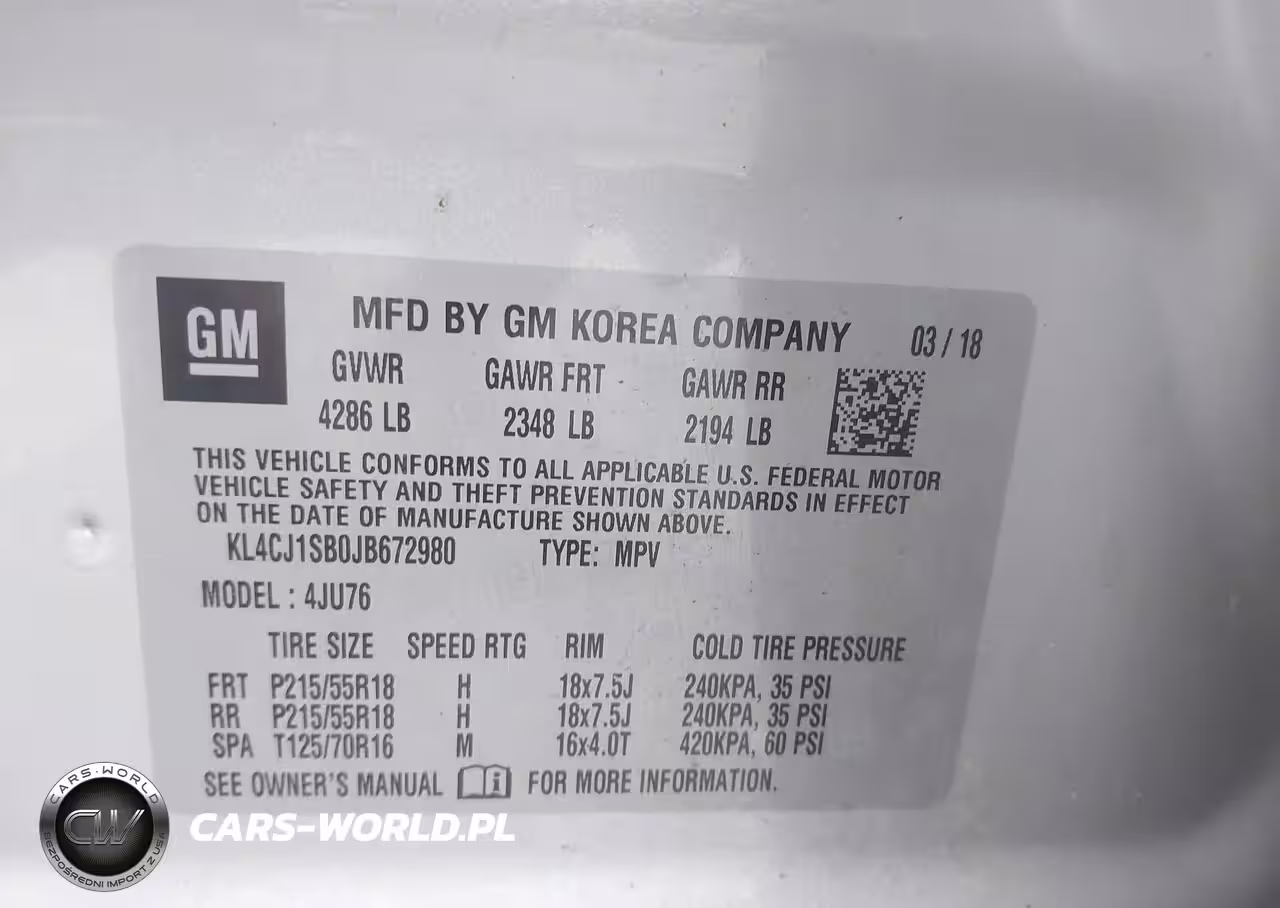 GM
MFD BY GM KOREA COMPANY 03 / 18
GVWR GAWR FRT GAWR RR
4286 LB 2348 LB 2194 LB
THIS VEHICLE CONFORMS TO ALL APPLICABLE U.S. FEDERAL MOTOR
VEHICLE SAFETY AND THEFT PREVENTION STANDARDS IN EFFECT
ON THE DATE OF MANUFACTURE SHOWN ABOVE.
KL4CJ1SB0JB672980 TYPE: MPV
MODEL : 4JU76
TIRE SIZE SPEED RTG RIM COLD TIRE PRESSURE
FRT P215/55R18 H 18x7.5J 240KPA, 35 PSI
RR P215/55R18 H 18x7.5J 240KPA, 35 PSI
SPA T125/70R16 M 16x4.0T 420KPA, 60 PSI
SEE OWNER'S MANUAL i FOR MORE INFORMATION.
CARS-WORLD
CW
BEZPOŚREDNI IMPORT Z USA
CARS-WORLD.PL